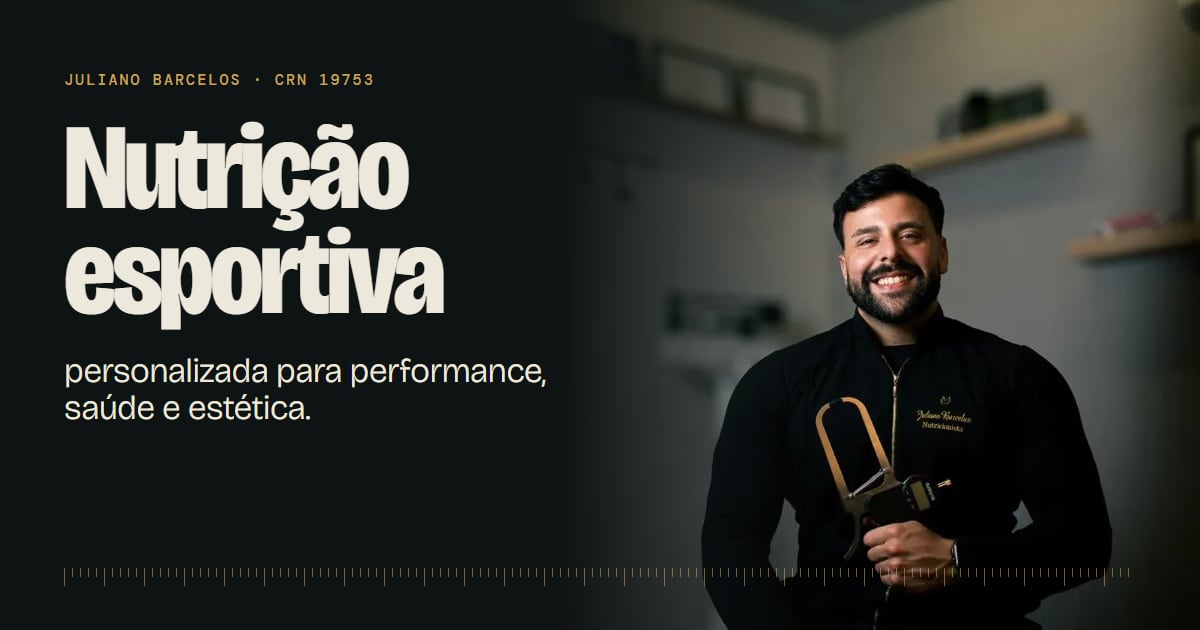 JULIANO BARCELOS · CRN 19753
Nutrição
esportiva
personalizada para performance,
saúde e estética.
Juliano Barcelos
Nutricionista